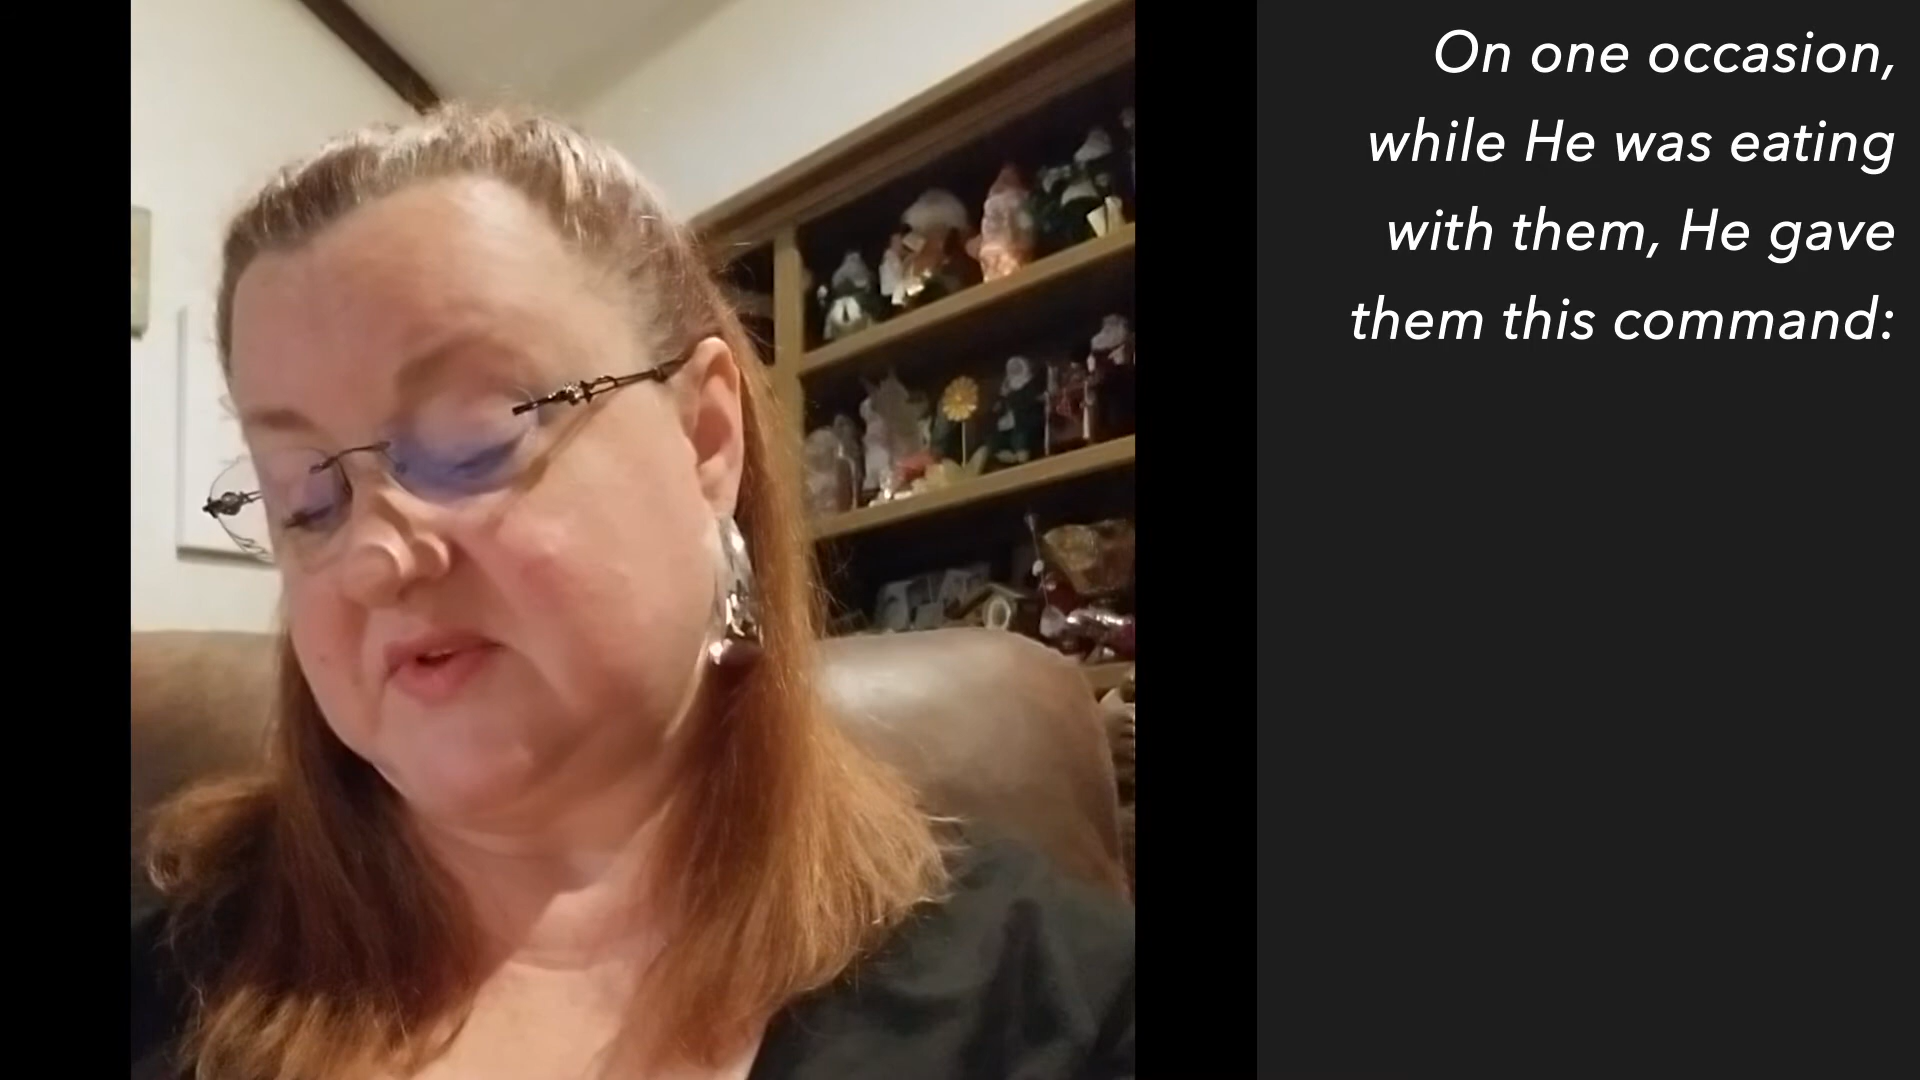 On one occasion,
while He was eating
with them, He gave
them this command: